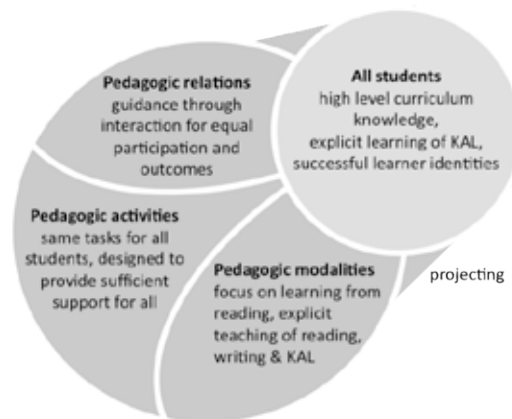 Pedagogic relations
guidance through
interaction for equal
participation and
outcomes
All students
high level curriculum
knowledge,
explicit learning of KAL,
successful learner identities
Pedagogic activities
same tasks for all
students, designed to
provide sufficient
support for all
Pedagogic modalities
focus on learning from
reading, explicit
teaching of reading,
writing & KAL
projecting